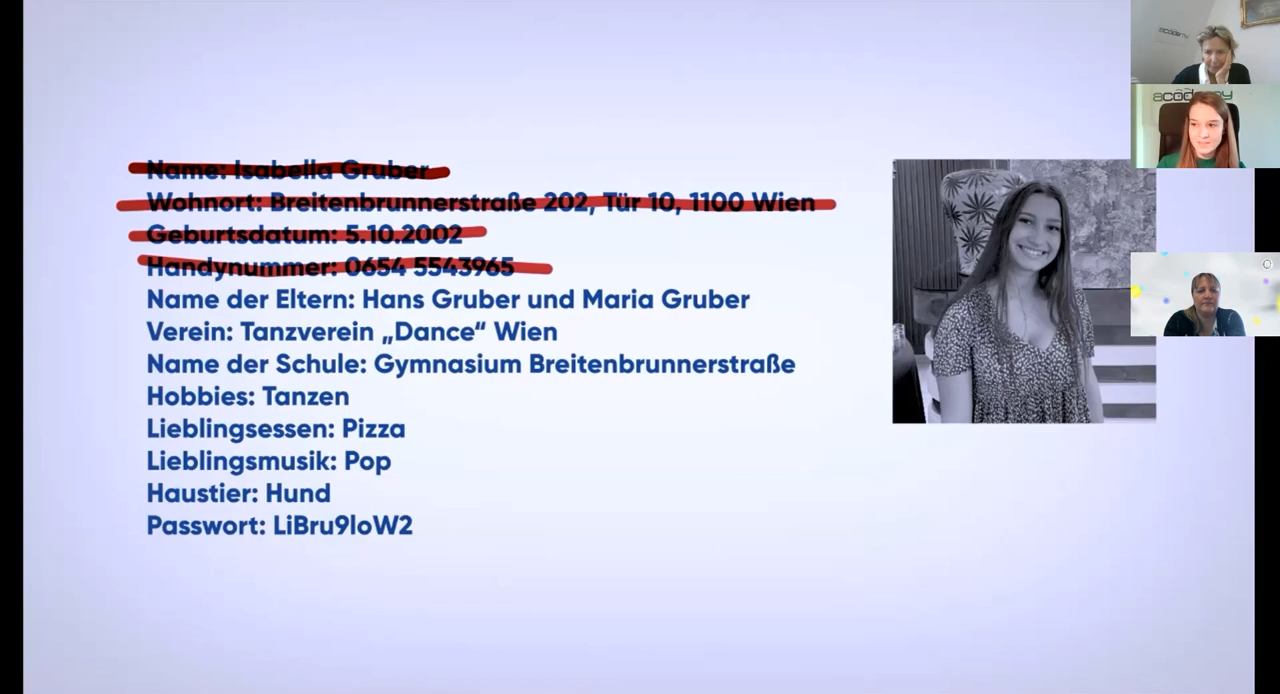 Name: Isabella Gruber
Wohnort: Breitenbrunnerstraße 202, Tür 10, 1100 Wien
Geburtsdatum: 5.10.2002
Handynummer: 0654 5543965
Name der Eltern: Hans Gruber und Maria Gruber
Verein: Tanzverein „Dance“ Wien
Name der Schule: Gymnasium Breitenbrunnerstraße
Hobbies: Tanzen
Lieblingsessen: Pizza
Lieblingsmusik: Pop
Haustier: Hund
Passwort: LiBru9loW2
acodemy
acodemy